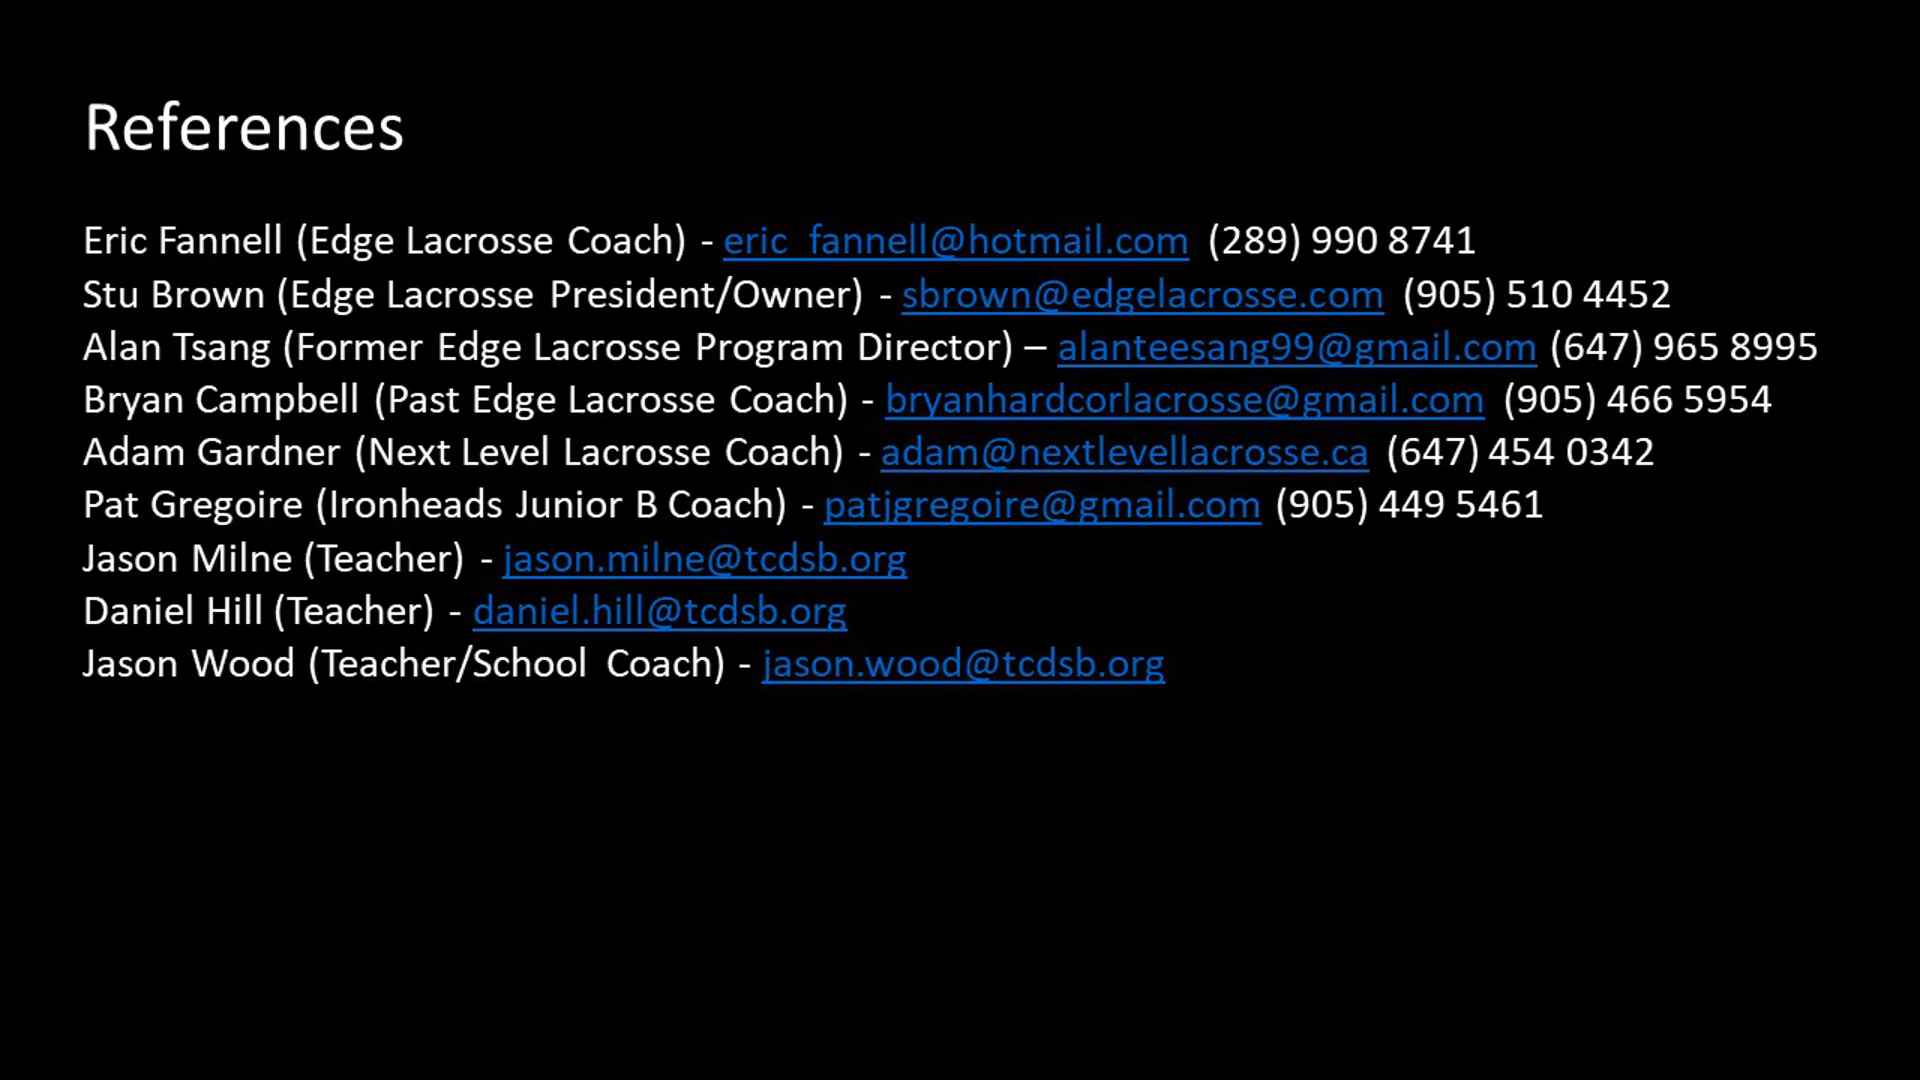 References
Eric Fannell (Edge Lacrosse Coach) - eric_fannell@hotmail.com (289) 990 8741
Stu Brown (Edge Lacrosse President/Owner) - sbrown@edgelacrosse.com (905) 510 4452
Alan Tsang (Former Edge Lacrosse Program Director) – alanteesang99@gmail.com (647) 965 8995
Bryan Campbell (Past Edge Lacrosse Coach) - bryanhardcorlacrosse@gmail.com (905) 466 5954
Adam Gardner (Next Level Lacrosse Coach) - adam@nextlevellacrosse.ca (647) 454 0342
Pat Gregoire (Ironheads Junior B Coach) - patjgregoire@gmail.com (905) 449 5461
Jason Milne (Teacher) - jason.milne@tcdsb.org
Daniel Hill (Teacher) - daniel.hill@tcdsb.org
Jason Wood (Teacher/School Coach) - jason.wood@tcdsb.org